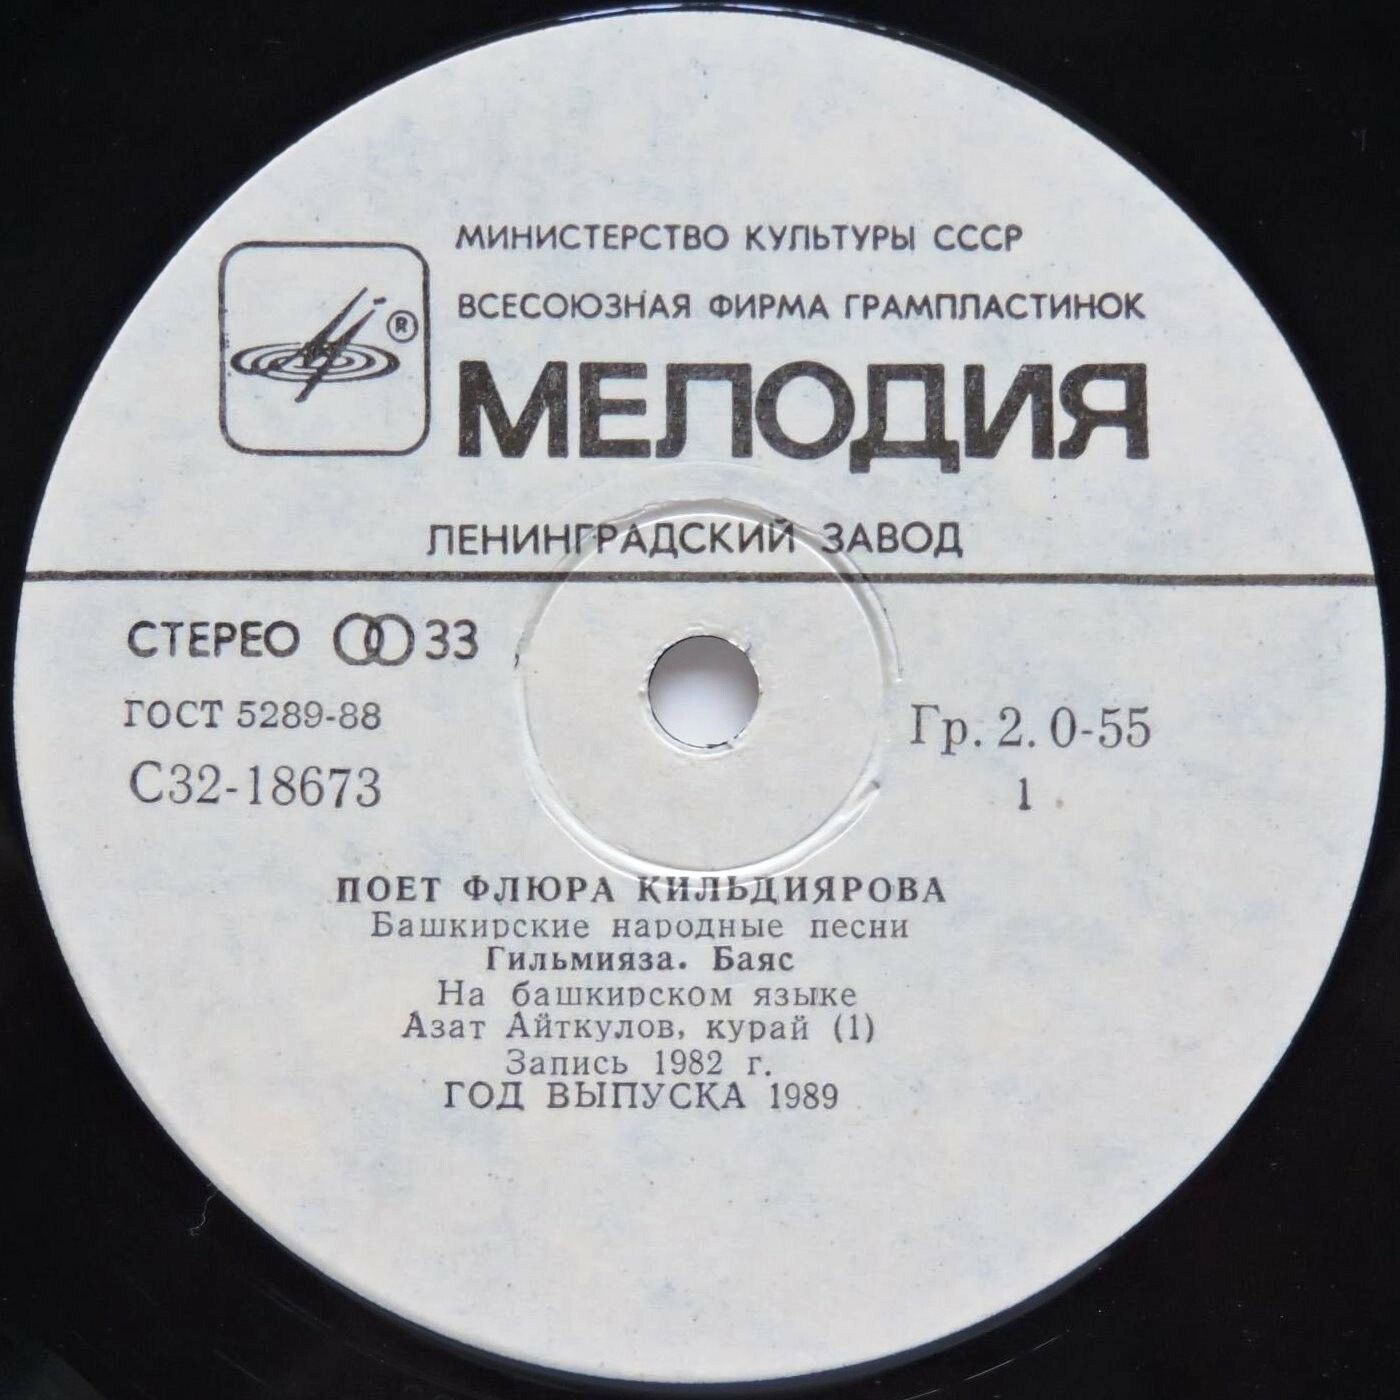 МИНИСТЕРСТВО КУЛЬТУРЫ СССР
ВСЕСОЮЗНАЯ ФИРМА ГРАМПЛАСТИНОК
®
МЕЛОДИЯ
ЛЕНИНГРАДСКИЙ ЗАВОД
СТЕРЕО 33
ГОСТ 5289-88
С32-18673
Гр. 2. 0-55
1
ПОЕТ ФЛЮРА КИЛЬДИЯРОВА
Башкирские народные песни
Гильмияза. Баяс
На башкирском языке
Азат Айткулов, курай (1)
Запись 1982 г.
ГОД ВЫПУСКА 1989